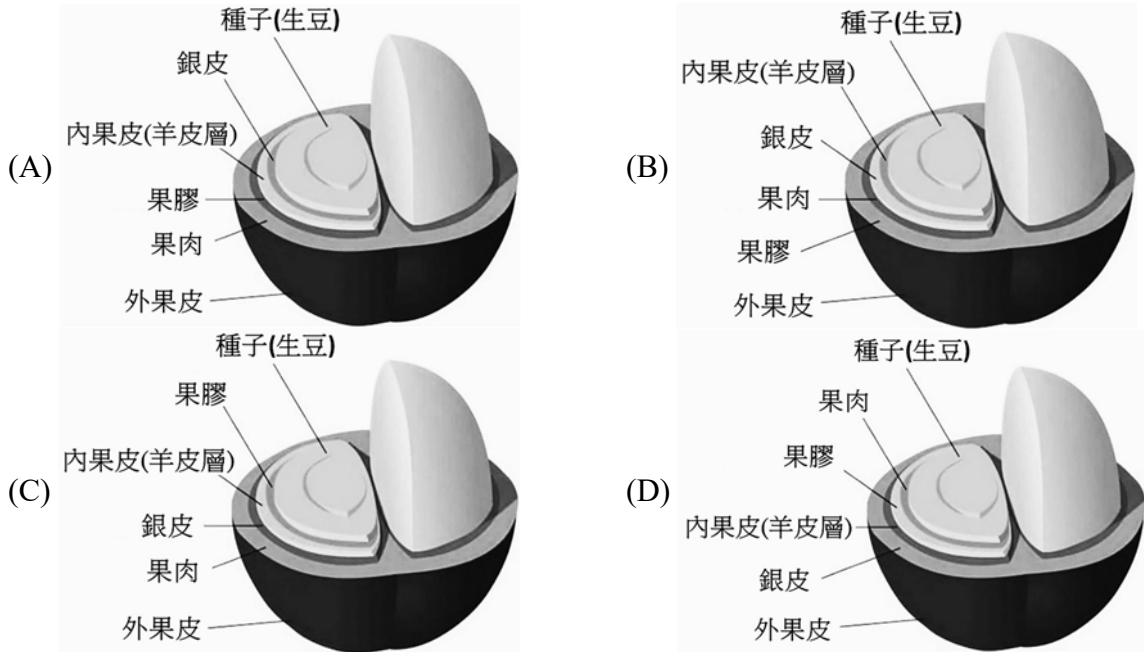 (A)
種子(生豆)
銀皮
內果皮(羊皮層)
果膠
果肉
外果皮
(B)
種子(生豆)
內果皮(羊皮層)
銀皮
果肉
果膠
外果皮
(C)
種子(生豆)
果膠
內果皮(羊皮層)
銀皮
果肉
外果皮
(D)
種子(生豆)
果肉
果膠
內果皮(羊皮層)
銀皮
外果皮